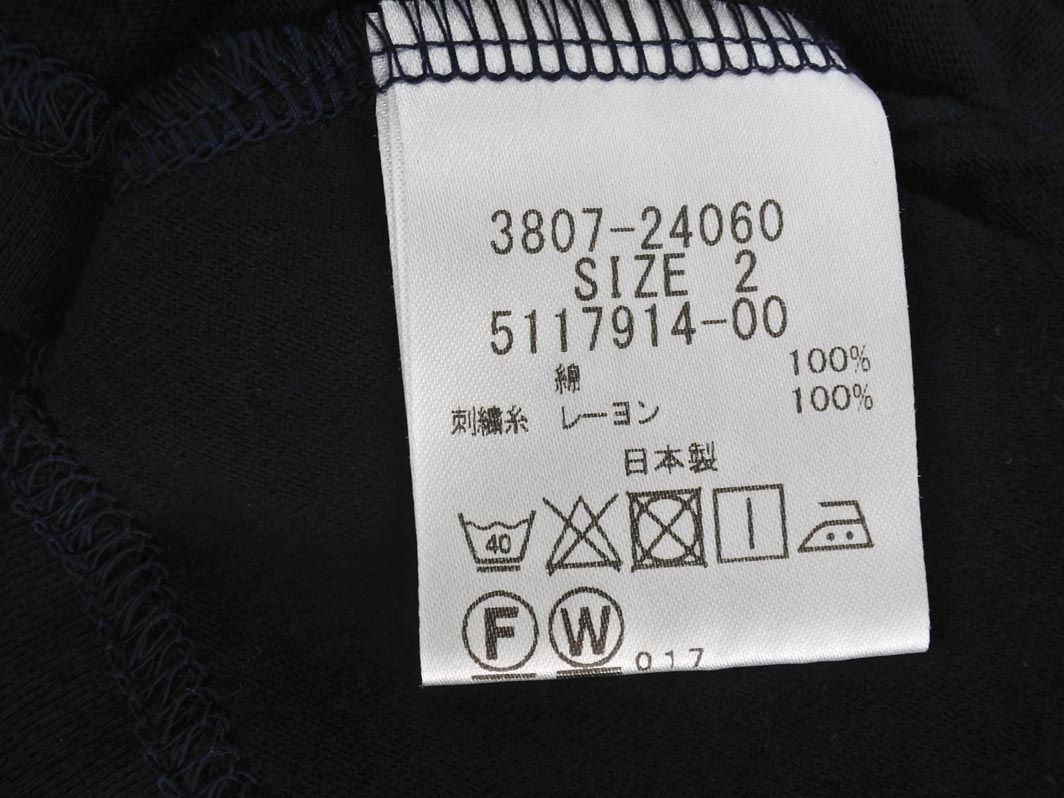 3807-24060
SIZE 2
5117914-00
綿 100%
刺繍糸 レーヨン 100%
日本製
40
F W 017